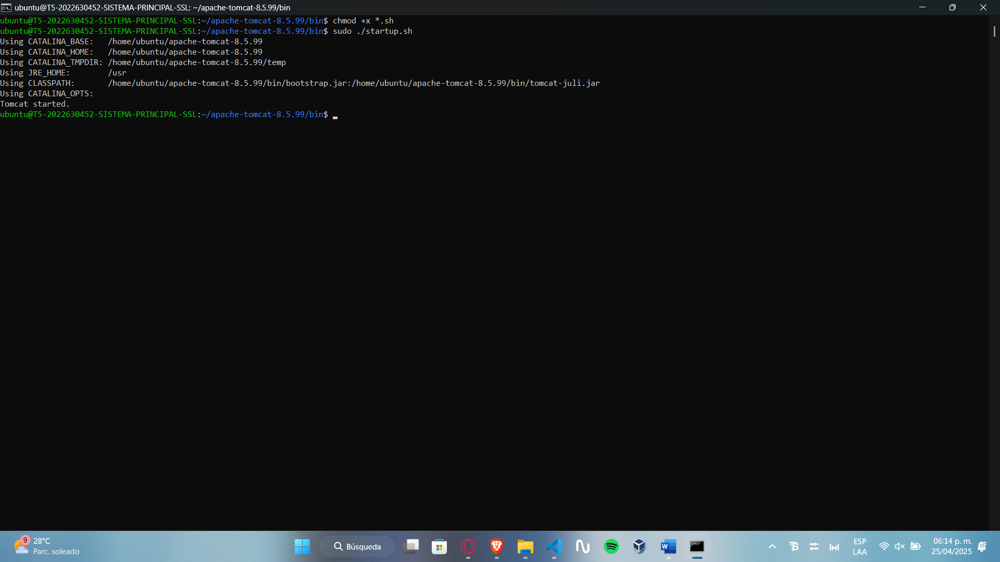 ubuntu@T5-2022630452-SISTEMA-PRINCIPAL-SSL: ~/apache-tomcat-8.5.99/bin
ubuntu@T5-2022630452-SISTEMA-PRINCIPAL-SSL:~/apache-tomcat-8.5.99/bin$ chmod +x *.sh
ubuntu@T5-2022630452-SISTEMA-PRINCIPAL-SSL:~/apache-tomcat-8.5.99/bin$ sudo ./startup.sh
Using CATALINA_BASE:   /home/ubuntu/apache-tomcat-8.5.99
Using CATALINA_HOME:   /home/ubuntu/apache-tomcat-8.5.99
Using CATALINA_TMPDIR: /home/ubuntu/apache-tomcat-8.5.99/temp
Using JRE_HOME:        /usr
Using CLASSPATH:       /home/ubuntu/apache-tomcat-8.5.99/bin/bootstrap.jar:/home/ubuntu/apache-tomcat-8.5.99/bin/tomcat-juli.jar
Using CATALINA_OPTS:
Tomcat started.
ubuntu@T5-2022630452-SISTEMA-PRINCIPAL-SSL:~/apache-tomcat-8.5.99/bin$
9
28°C
Parc. soleado
Búsqueda
ESP
LAA
06:14 p. m.
25/04/2025